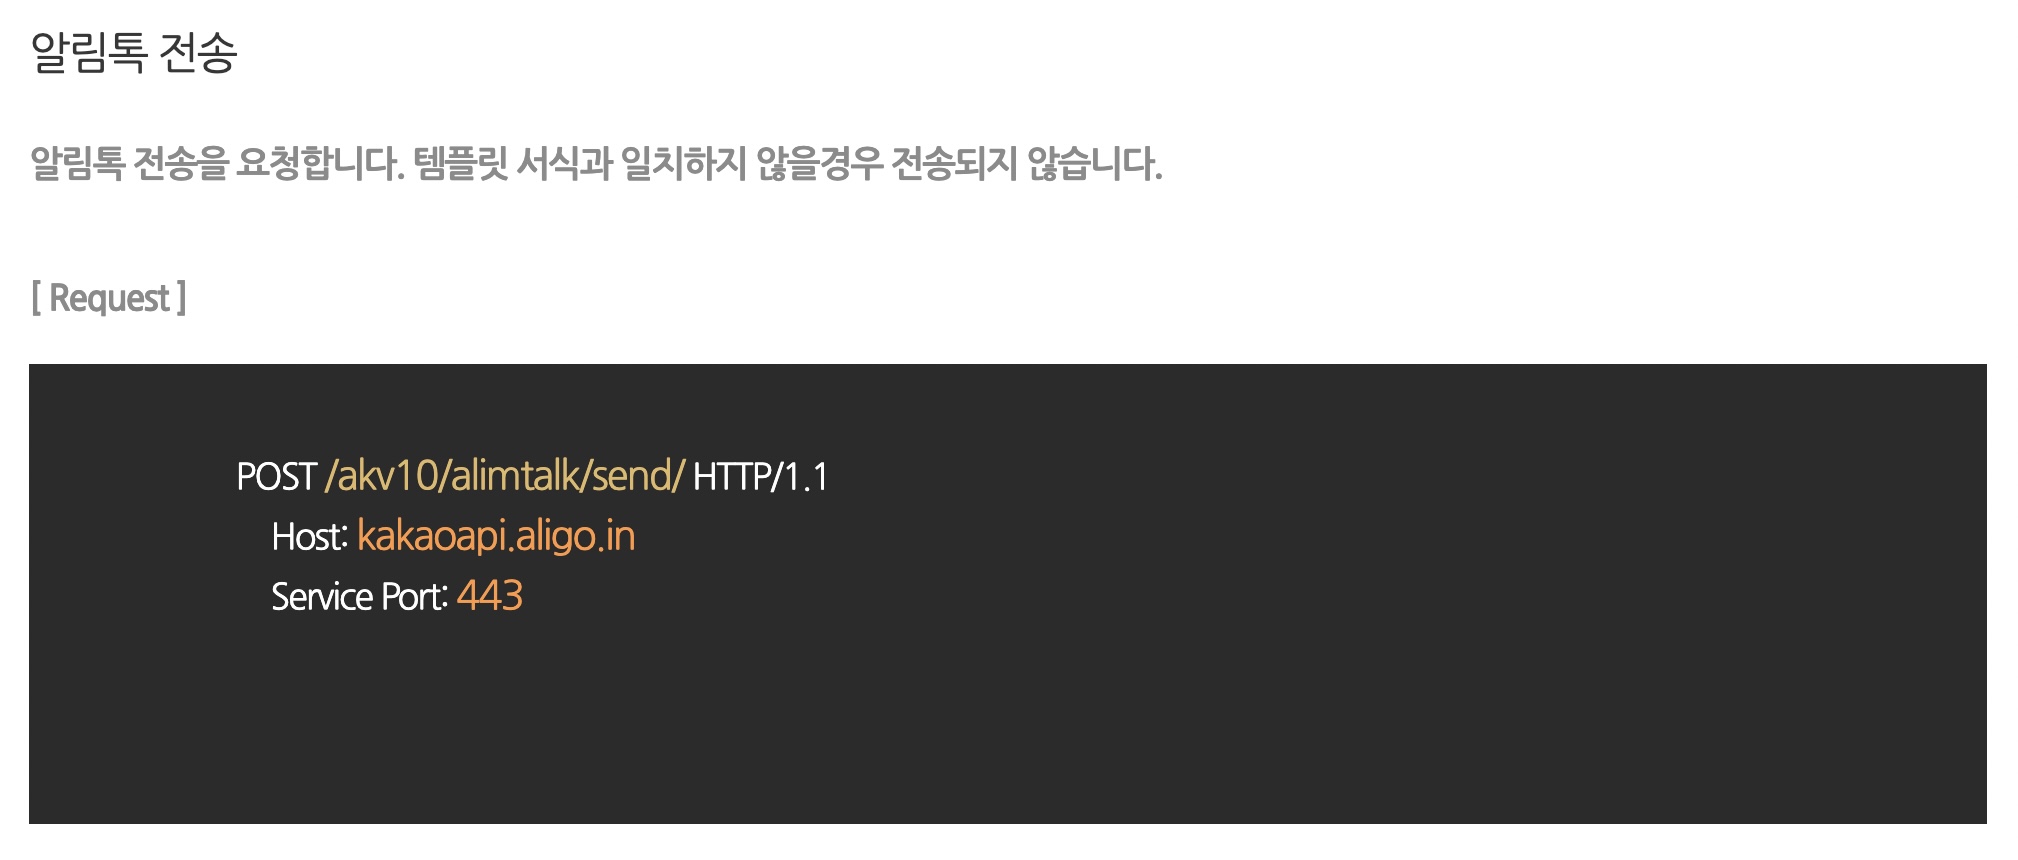 알림톡 전송
알림톡 전송을 요청합니다. 템플릿 서식과 일치하지 않을경우 전송되지 않습니다.
[ Request ]
POST /akv10/alimtalk/send/ HTTP/1.1
Host: kakaoapi.aligo.in
Service Port: 443